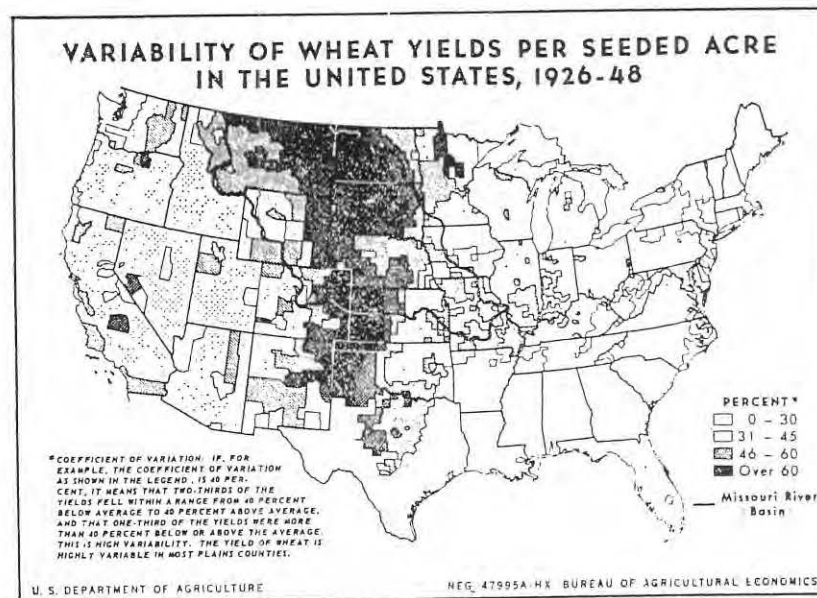 VARIABILITY OF WHEAT YIELDS PER SEEDED ACRE
IN THE UNITED STATES, 1926-48
PERCENT*
0 - 30
31 - 45
46 - 60
Over 60
Missouri River
Basin
*COEFFICIENT OF VARIATION: IF, FOR
EXAMPLE, THE COEFFICIENT OF VARIATION
AS SHOWN IN THE LEGEND, IS 40 PER-
CENT, IT MEANS THAT TWO-THIRDS OF THE
YIELDS FELL WITHIN A RANGE FROM 40 PERCENT
BELOW AVERAGE TO 40 PERCENT ABOVE AVERAGE,
AND THAT ONE-THIRD OF THE YIELDS WERE MORE
THAN 40 PERCENT BELOW OR ABOVE THE AVERAGE.
THIS IS HIGH VARIABILITY. THE YIELD OF WHEAT IS
HIGHLY VARIABLE IN MOST PLAINS COUNTIES.
U. S. DEPARTMENT OF AGRICULTURE
NEG. 47995A-HX BUREAU OF AGRICULTURAL ECONOMICS